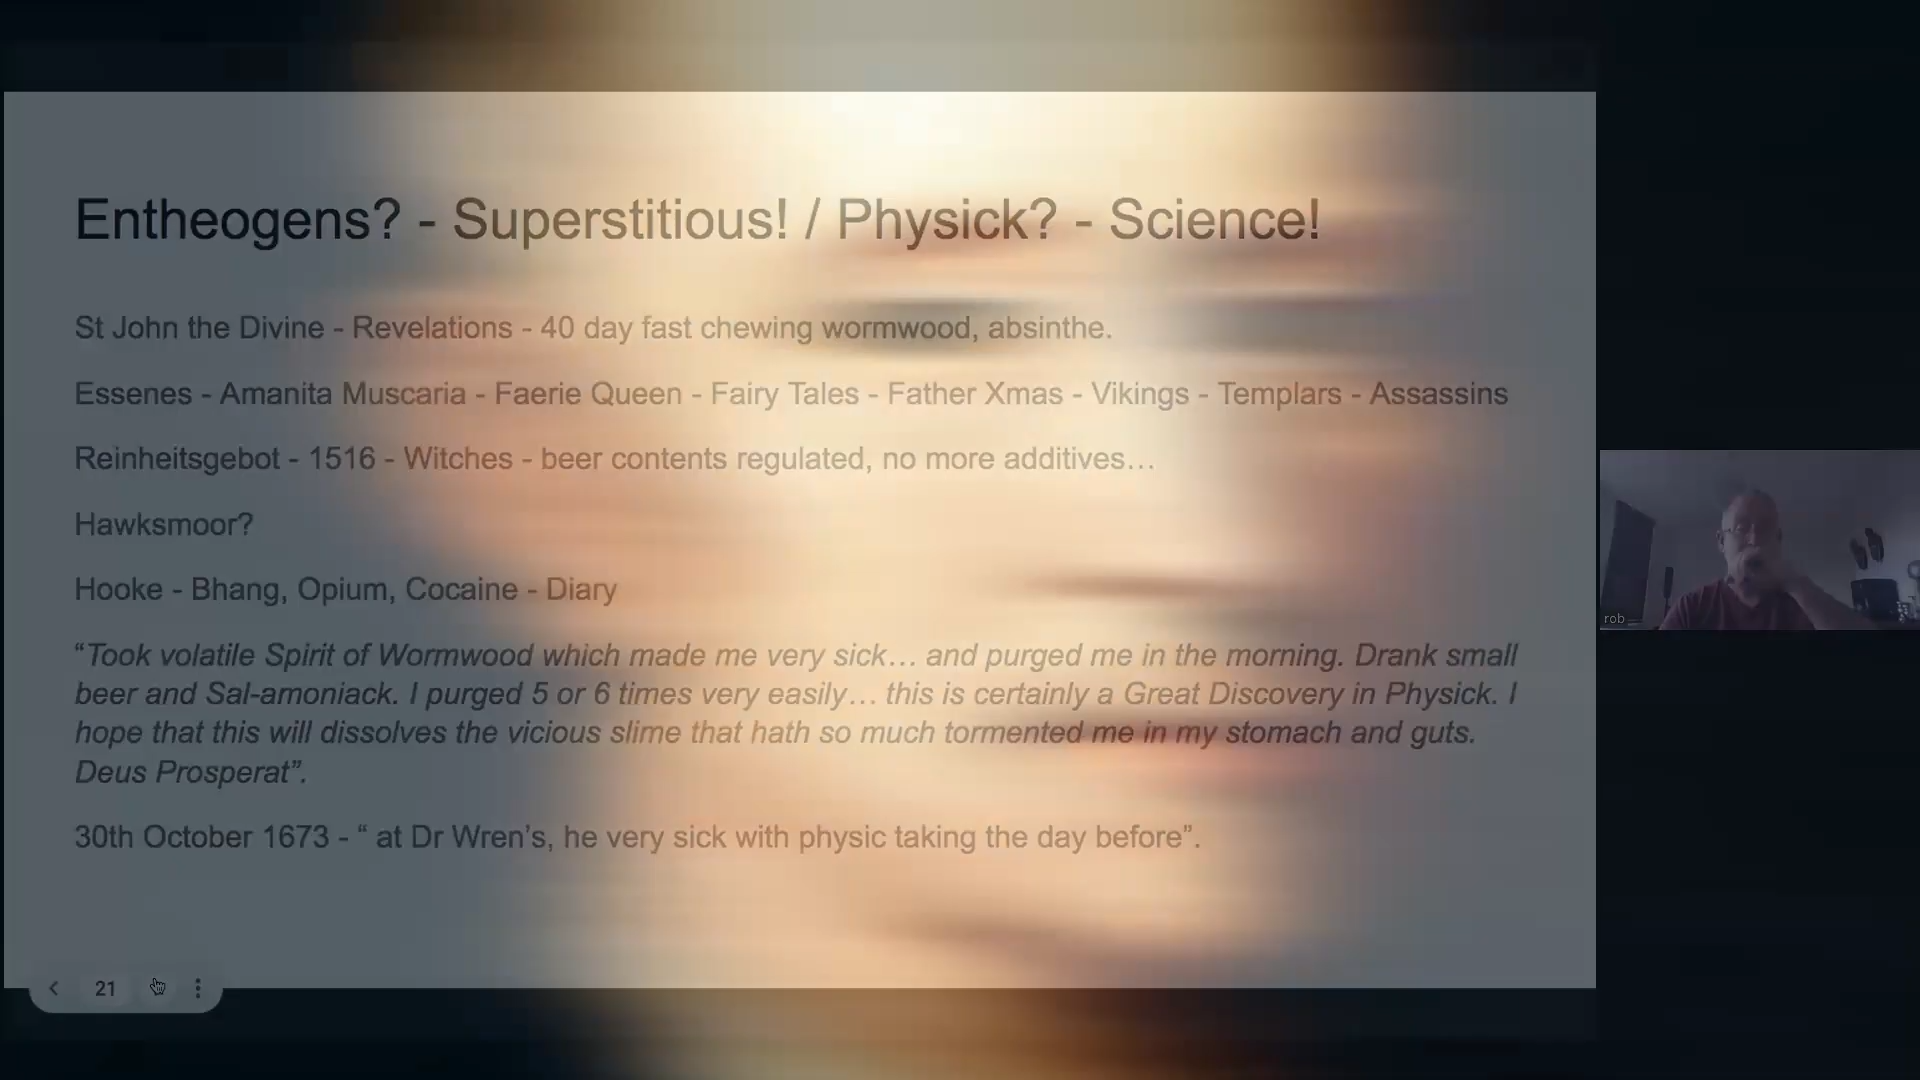 Entheogens? - Superstitious! / Physick? - Science!
St John the Divine - Revelations - 40 day fast chewing wormwood, absinthe.
Essenes - Amanita Muscaria - Faerie Queen - Fairy Tales - Father Xmas - Vikings - Templars - Assassins
Reinheitsgebot - 1516 - Witches - beer contents regulated, no more additives…
Hawksmoor?
Hooke - Bhang, Opium, Cocaine - Diary
“Took volatile Spirit of Wormwood which made me very sick… and purged me in the morning. Drank small
beer and Sal-amoniack. I purged 5 or 6 times very easily… this is certainly a Great Discovery in Physick. I
hope that this will dissolves the vicious slime that hath so much tormented me in my stomach and guts.
Deus Prosperat”.
30th October 1673 - “ at Dr Wren’s, he very sick with physic taking the day before”.
21
rob